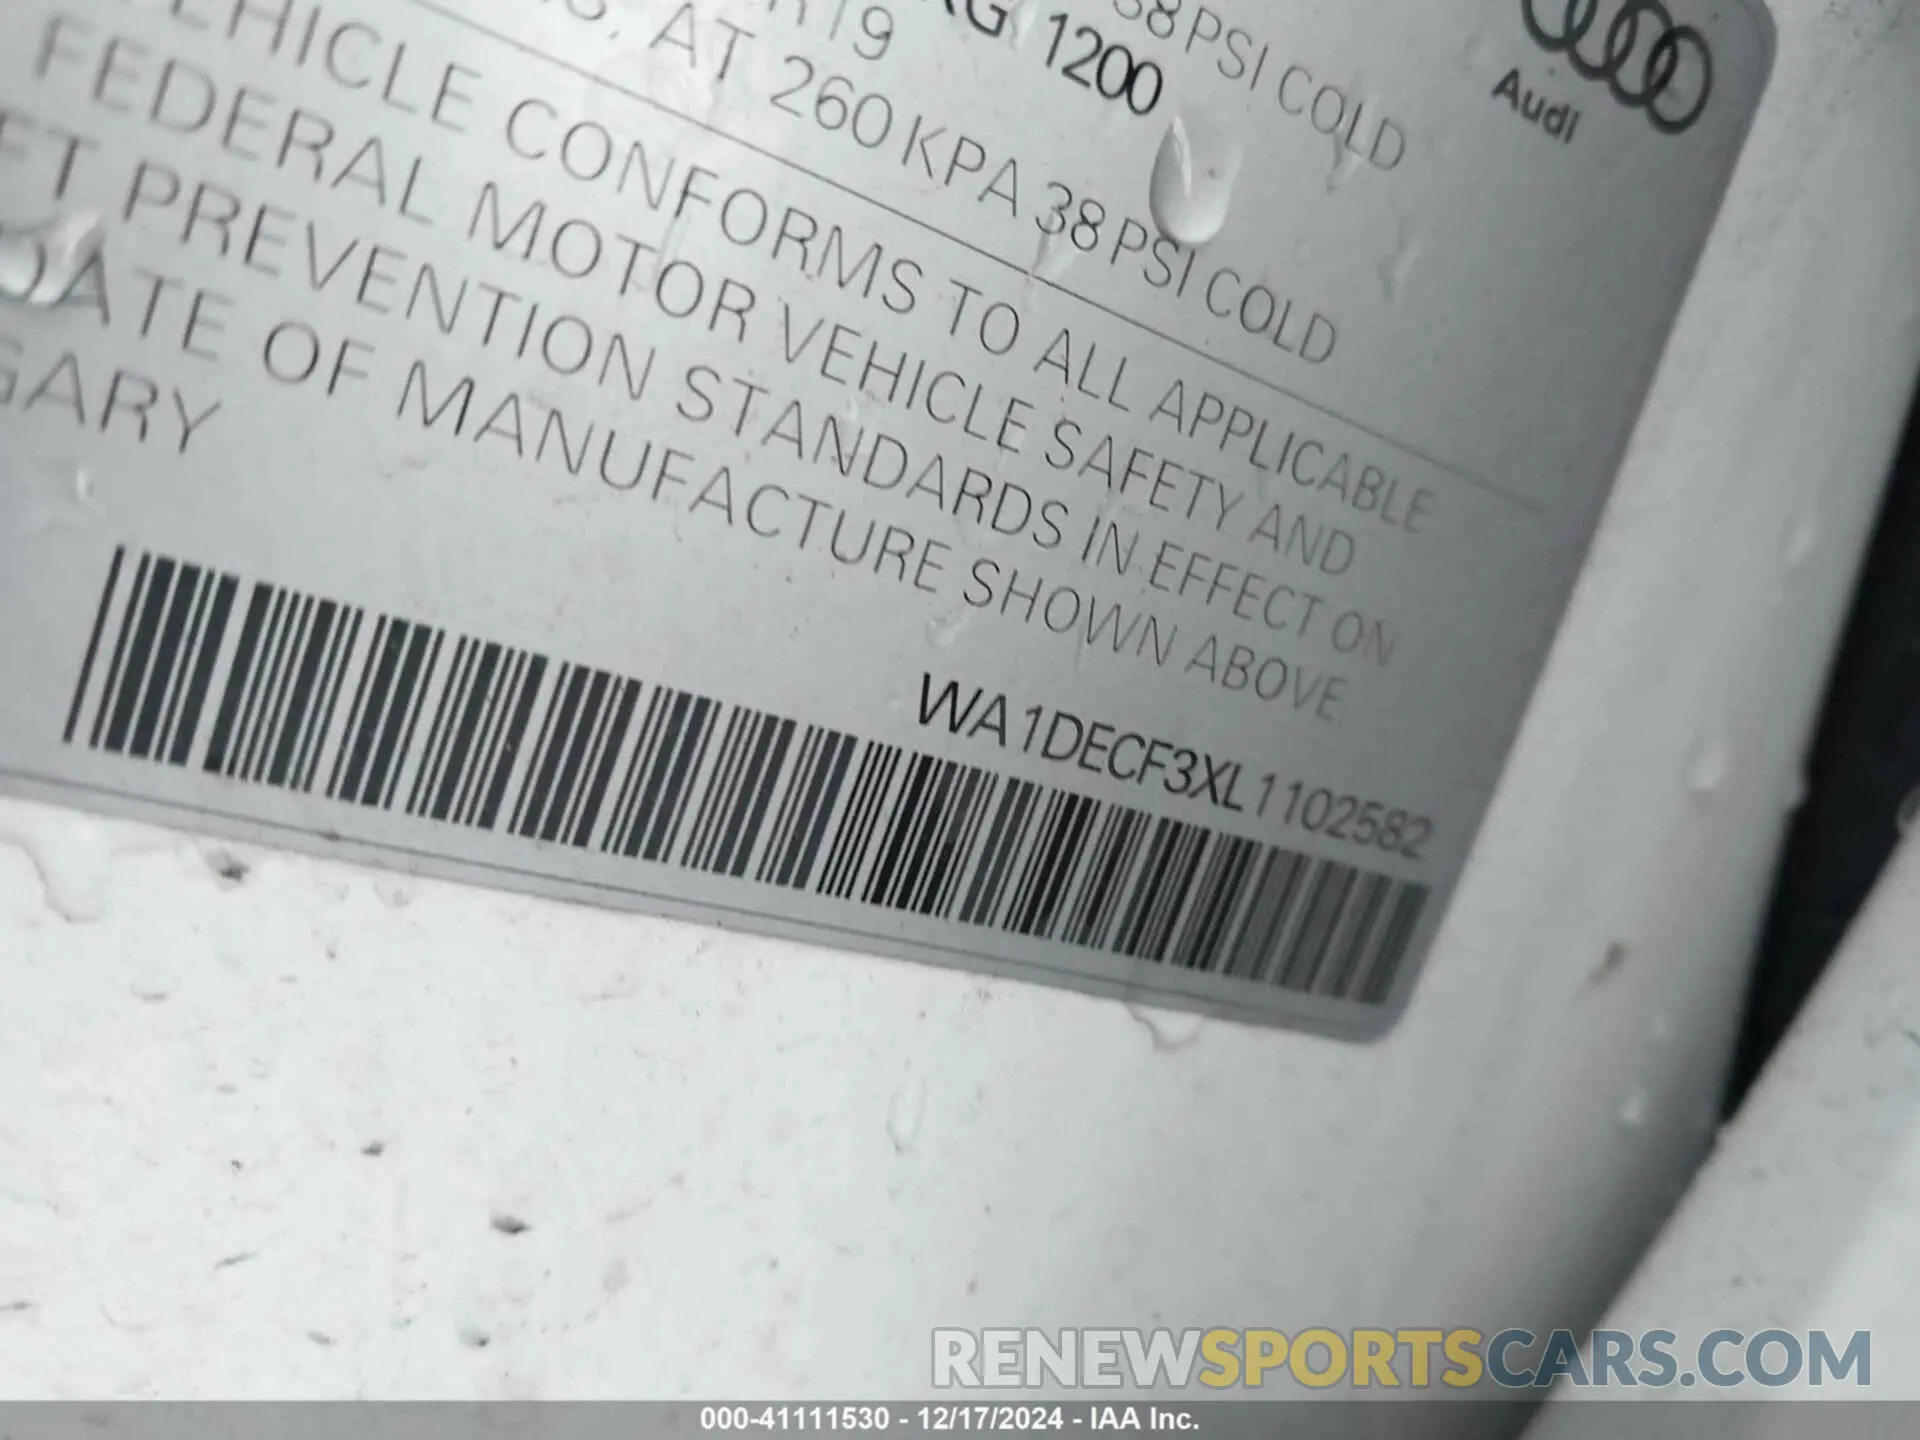 38 PSI COLD
KG 1200
Audi
AT 260 KPA 38 PSI COLD
VEHICLE CONFORMS TO ALL APPLICABLE
FEDERAL MOTOR VEHICLE SAFETY AND
PREVENTION STANDARDS IN EFFECT ON
DATE OF MANUFACTURE SHOWN ABOVE.
GARY
WA1DECF3XL1102582
RENEWSPORTSCARS.COM
000-41111530 - 12/17/2024 - IAA Inc.